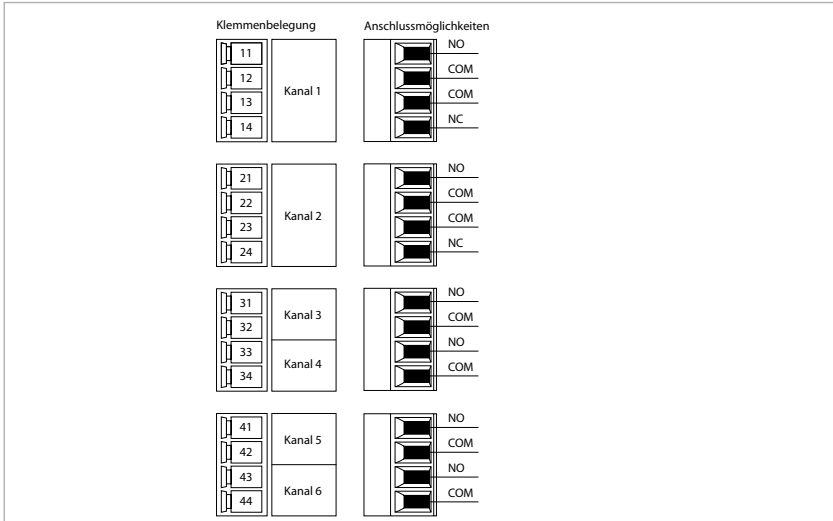 Klemmenbelegung Anschlussmöglichkeiten
11 NO
12 COM
Kanal 1
13 COM
14 NC
21 NO
22 COM
Kanal 2
23 COM
24 NC
31 NO
Kanal 3
32 COM
33 NO
Kanal 4
34 COM
41 NO
Kanal 5
42 COM
43 NO
Kanal 6
44 COM